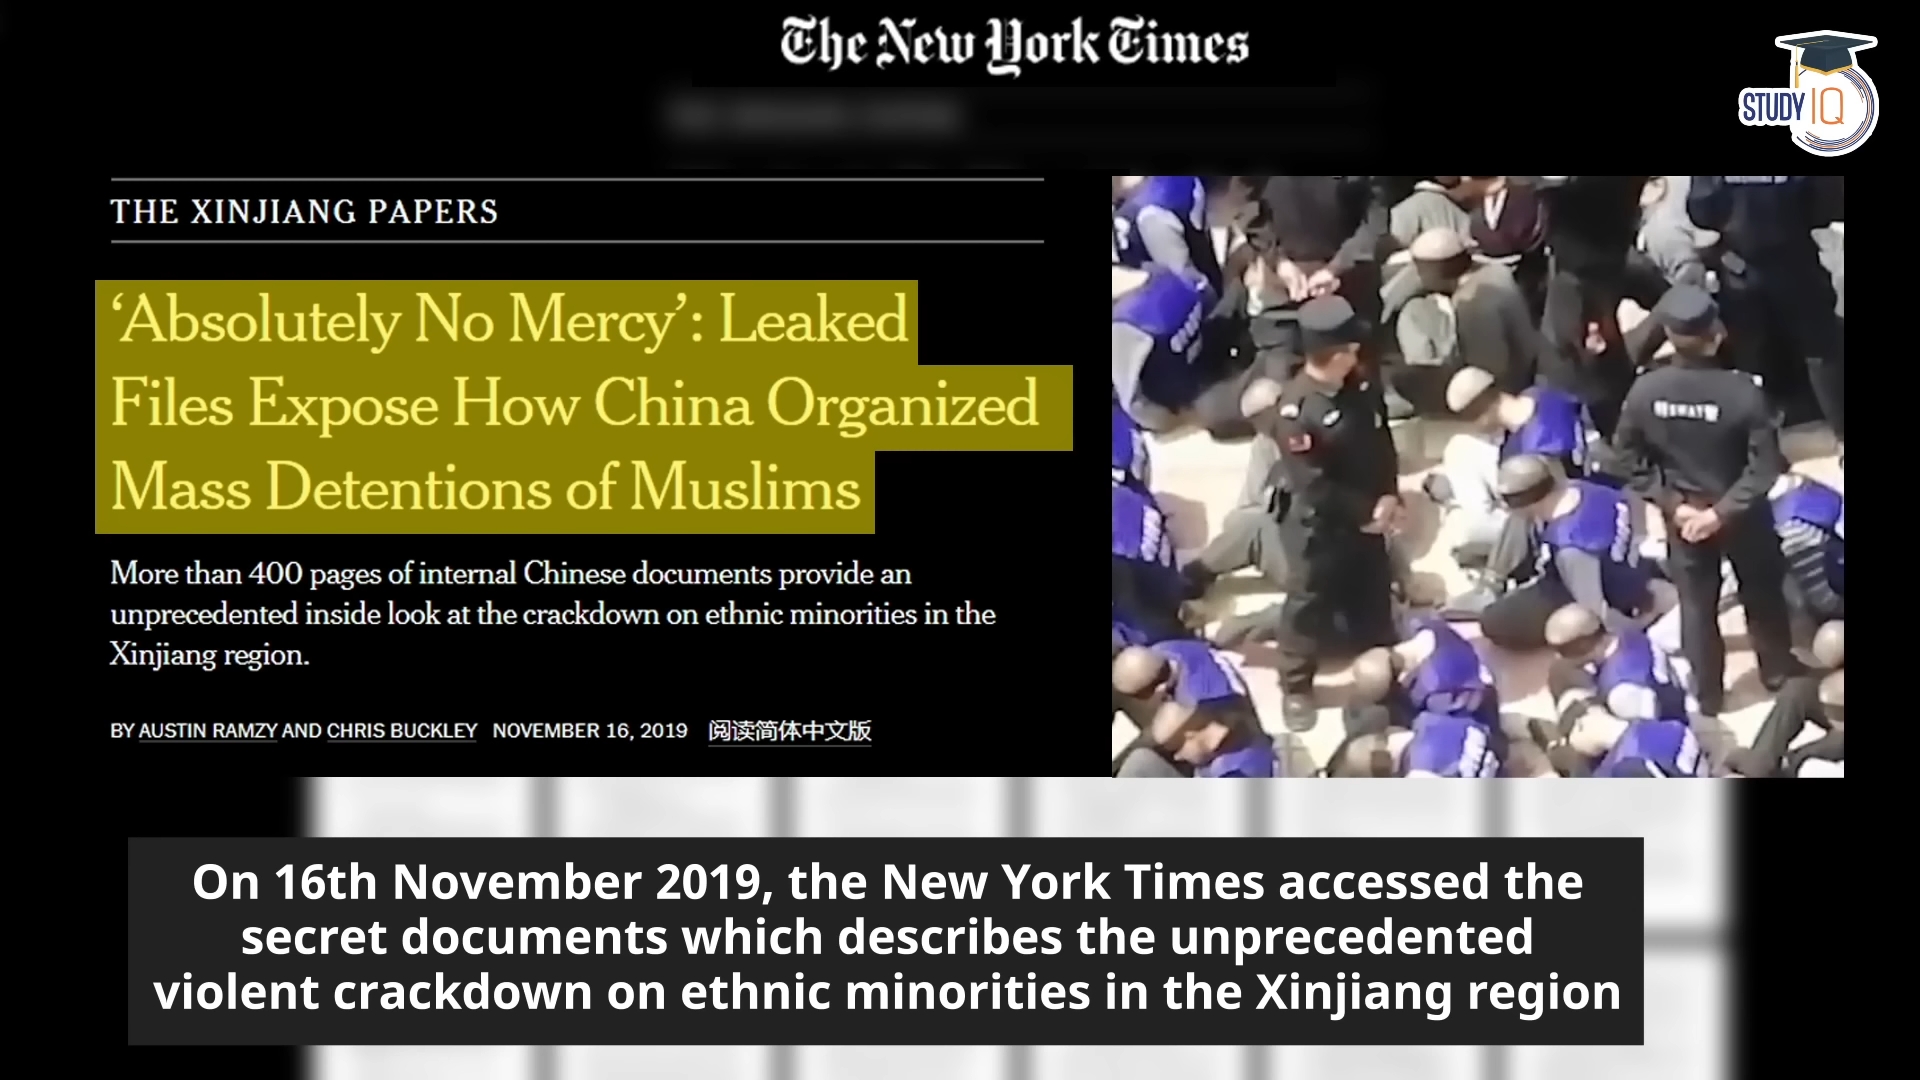 The New York Times
STUDY IQ
THE XINJIANG PAPERS
‘Absolutely No Mercy’: Leaked
Files Expose How China Organized
Mass Detentions of Muslims
More than 400 pages of internal Chinese documents provide an
unprecedented inside look at the crackdown on ethnic minorities in the
Xinjiang region.
BY AUSTIN RAMZY AND CHRIS BUCKLEY NOVEMBER 16, 2019 阅读简体中文版
On 16th November 2019, the New York Times accessed the
secret documents which describes the unprecedented
violent crackdown on ethnic minorities in the Xinjiang region